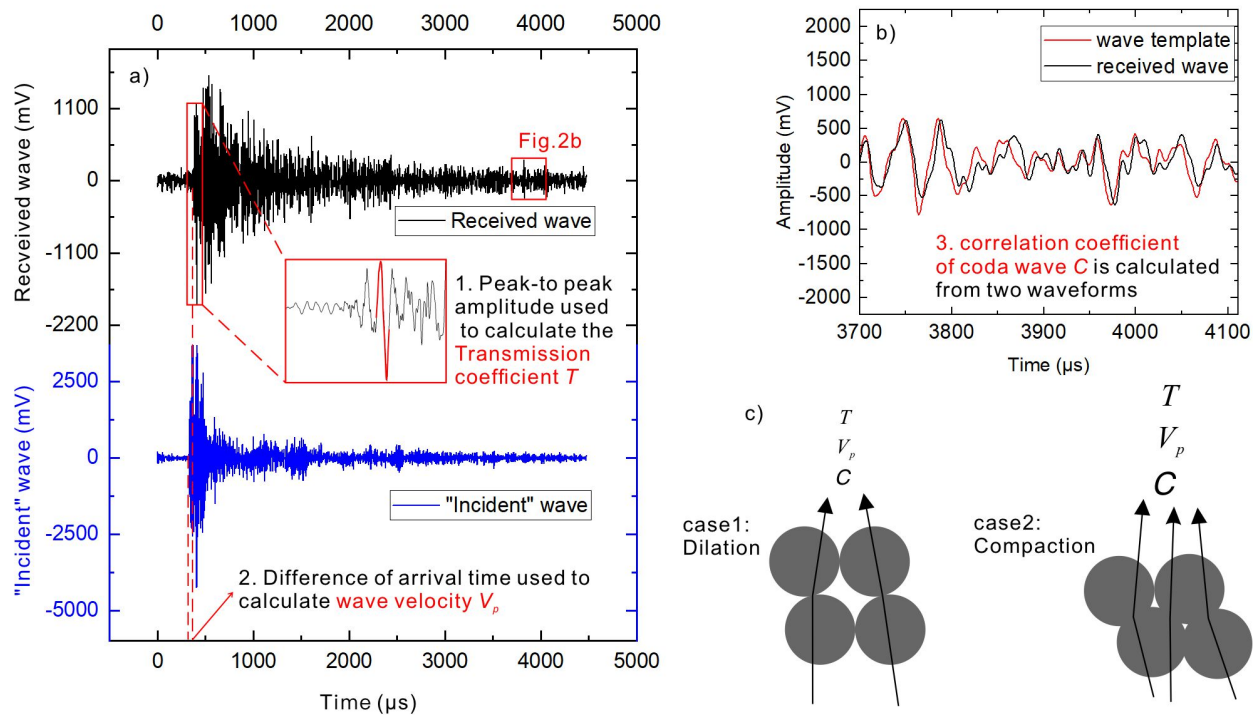 0 1000 2000 3000 4000 5000
a)
Recveived wave (mV)
1100
0
-1100
-2200
Fig.2b
Received wave
1. Peak-to peak
amplitude used
to calculate the
Transmission
coefficient T
"Incident" wave (mV)
2500
0
-2500
-5000
"Incident" wave
2. Difference of arrival time used to
calculate wave velocity Vp
0 1000 2000 3000 4000 5000
Time (µs)
b)
wave template
received wave
Amplitude (mV)
2000
1500
1000
500
0
-500
-1000
-1500
-2000
3. correlation coefficient
of coda wave C is calculated
from two waveforms
3700 3800 3900 4000 4100
Time (µs)
c)
T
Vp
C
case1:
Dilation
T
Vp
C
case2:
Compaction